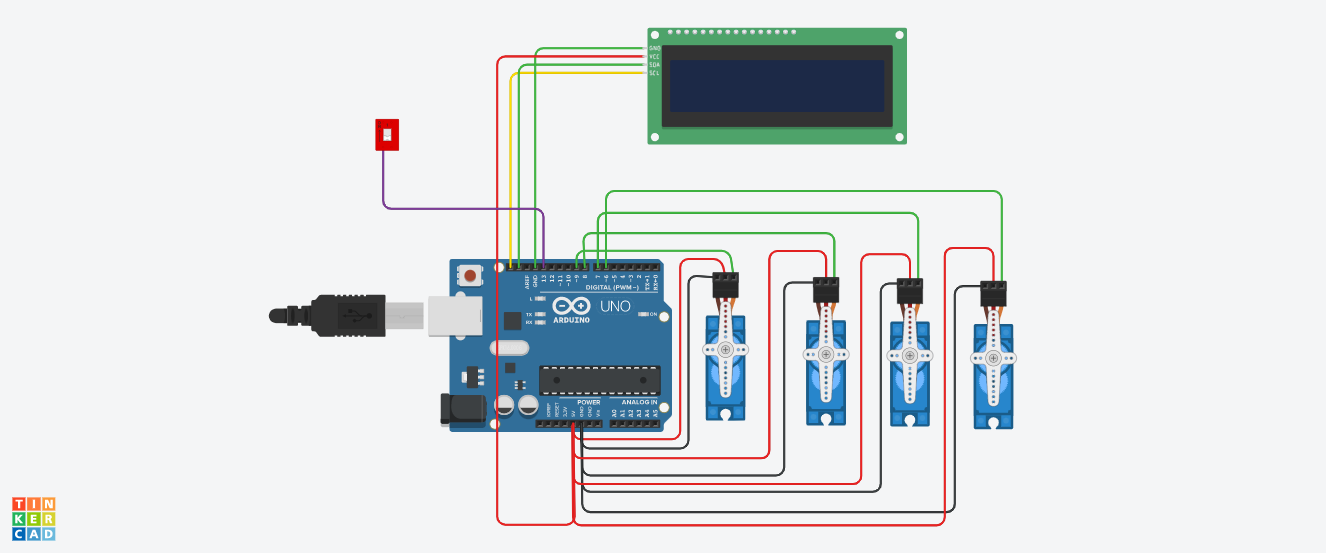 GND
VCC
SDA
SCL
AREF
GND
13
12
~11
~10
~9
8
7
~6
~5
4
~3
2
TX→1
RX←0
DIGITAL (PWM~)
L
TX
RX
UNO
ARDUINO
ON
POWER
ANALOG IN
IOREF
RESET
3.3V
5V
GND
GND
Vin
A0
A1
A2
A3
A4
A5
TIN
KER
CAD